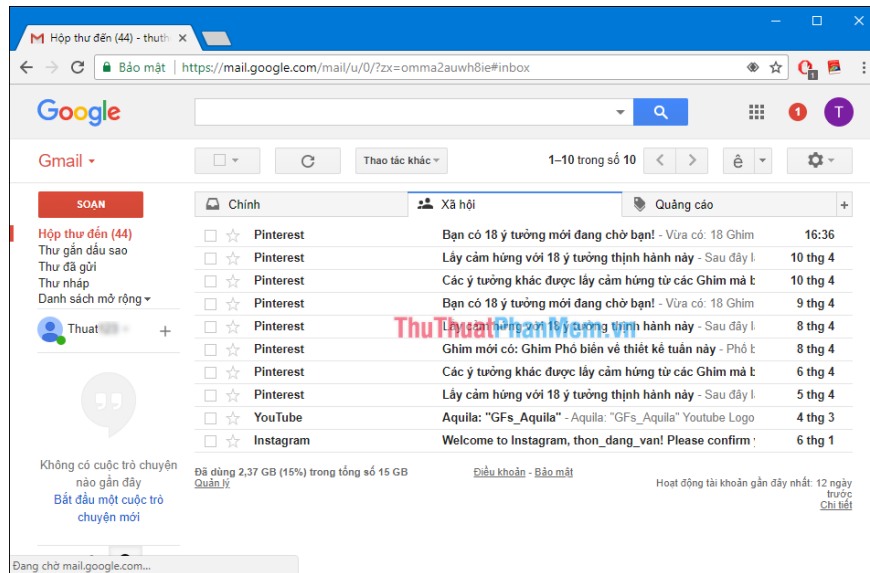 Hộp thư đến (44) - thuth
Bảo mật | https://mail.google.com/mail/u/0/?zx=omma2auwh8ie#inbox
1
Google
1
T
Gmail
Thao tác khác
1–10 trong số 10
ê
SOẠN
Chính
Xã hội
Quảng cáo
+
Hộp thư đến (44)
Thư gắn dấu sao
Thư đã gửi
Thư nháp
Danh sách mở rộng
Thuat
+
Pinterest Bạn có 18 ý tưởng mới đang chờ bạn! - Vừa có: 18 Ghim 16:36
Pinterest Lấy cảm hứng với 18 ý tưởng thịnh hành này - Sau đây l 10 thg 4
Pinterest Các ý tưởng khác được lấy cảm hứng từ các Ghim mà b 10 thg 4
Pinterest Bạn có 18 ý tưởng mới đang chờ bạn! - Vừa có: 18 Ghim 9 thg 4
Pinterest Lấy cảm hứng với 18 ý tưởng thịnh hành này - Sau đây l 8 thg 4
ThuThuatPhanMem.vn
Pinterest Ghim mới có: Ghim Phổ biến về thiết kế tuần này - Phổ b 8 thg 4
Pinterest Các ý tưởng khác được lấy cảm hứng từ các Ghim mà b 6 thg 4
Pinterest Lấy cảm hứng với 18 ý tưởng thịnh hành này - Sau đây l 5 thg 4
YouTube Aquila: "GFs_Aquila" - Aquila: "GFs_Aquila" Youtube Logo 4 thg 3
Instagram Welcome to Instagram, thon_dang_van! Please confirm 6 thg 1
Không có cuộc trò chuyện
nào gần đây
Bắt đầu một cuộc trò
chuyện mới
Đã dùng 2,37 GB (15%) trong tổng số 15 GB
Quản lý
Điều khoản - Bảo mật
Hoạt động tài khoản gần đây nhất: 12 ngày
trước
Chi tiết
Đang chờ mail.google.com...